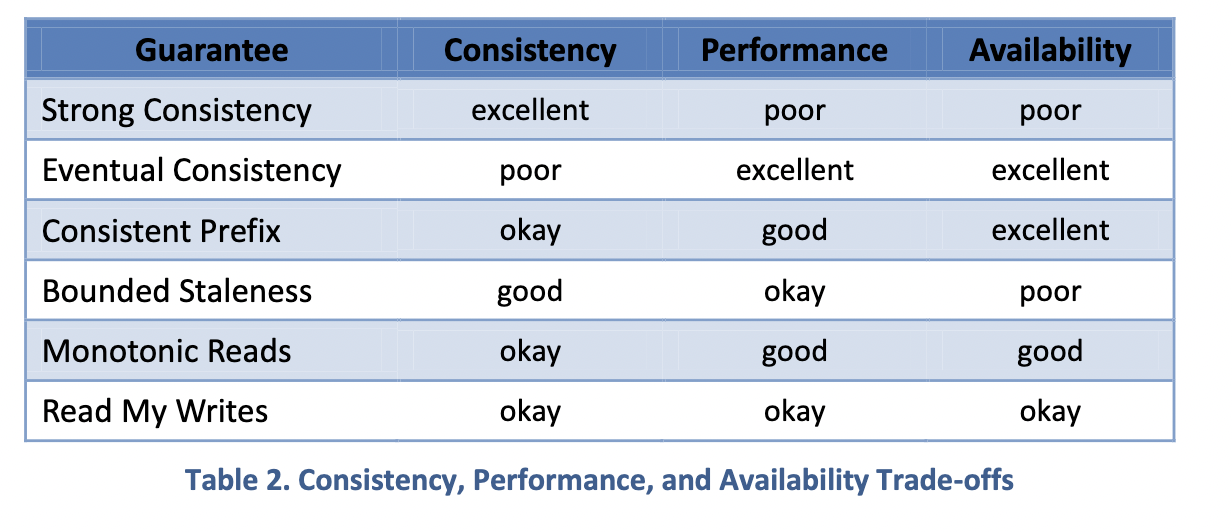 Guarantee Consistency Performance Availability
Strong Consistency excellent poor poor
Eventual Consistency poor excellent excellent
Consistent Prefix okay good excellent
Bounded Staleness good okay poor
Monotonic Reads okay good good
Read My Writes okay okay okay
Table 2. Consistency, Performance, and Availability Trade-offs